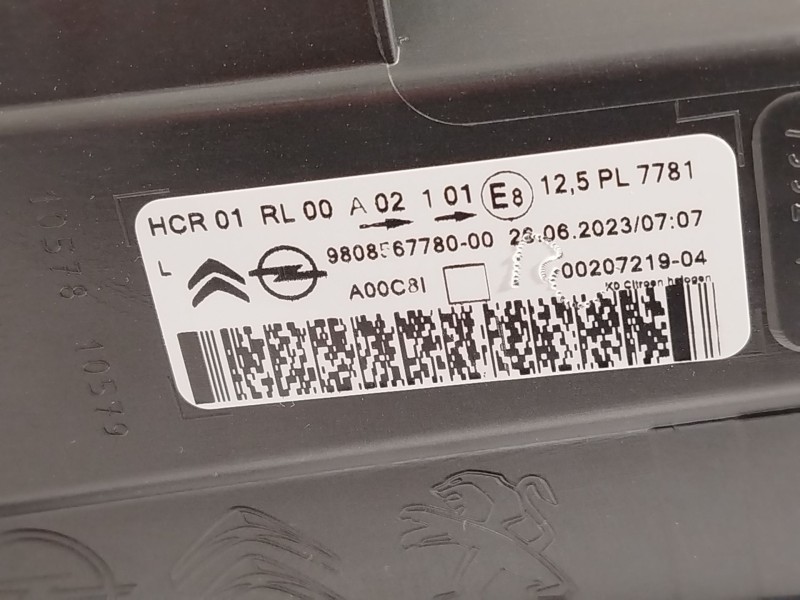 HCR 01 RL 00 A 02 1 01 E8 12,5 PL 7781
L 9808567780-00 26.06.2023/07:07
A00C8I 00207219-04
K0 Citroen halogen
10578 10579